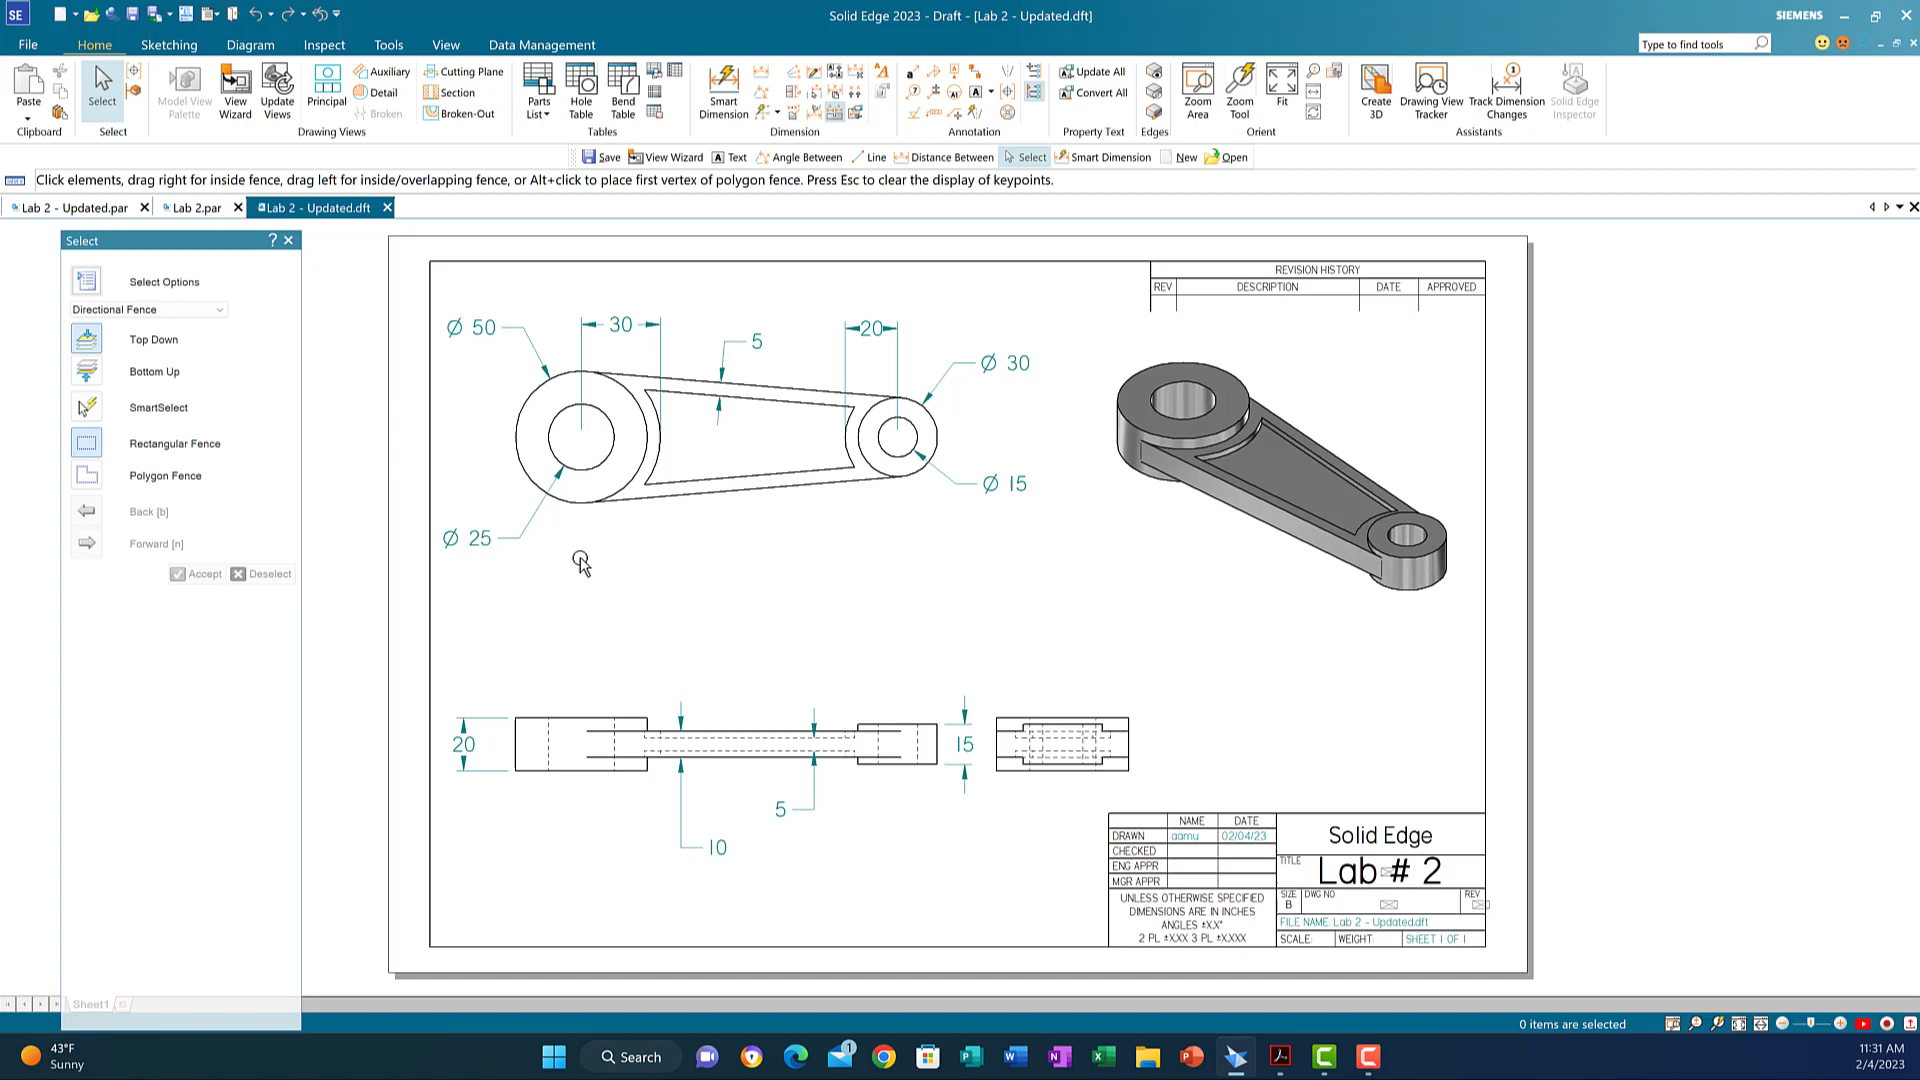 SE
Solid Edge 2023 - Draft - [Lab 2 - Updated.dft]
SIEMENS
File Home Sketching Diagram Inspect Tools View Data Management
Type to find tools
Paste
Clipboard
Select
Select
Model View Palette
View Wizard
Update Views
Principal
Auxiliary
Detail
Broken
Cutting Plane
Section
Broken-Out
Drawing Views
Parts List
Hole Table
Bend Table
Tables
Smart Dimension
Dimension
Annotation
Update All
Convert All
Property Text
Edges
Zoom Area
Zoom Tool
Fit
Orient
Create 3D
Drawing View Tracker
Track Dimension Changes
Solid Edge Inspector
Assistants
Save View Wizard Text Angle Between Line Distance Between Select Smart Dimension New Open
Click elements, drag right for inside fence, drag left for inside/overlapping fence, or Alt+click to place first vertex of polygon fence. Press Esc to clear the display of keypoints.
Lab 2 - Updated.par Lab 2.par Lab 2 - Updated.dft
Select ?
Select Options
Directional Fence
Top Down
Bottom Up
SmartSelect
Rectangular Fence
Polygon Fence
Back [b]
Forward [n]
Accept Deselect
REVISION HISTORY
REV DESCRIPTION DATE APPROVED
Ø 50
30
5
20
Ø 30
Ø 15
Ø 25
20
15
5
10
NAME DATE
DRAWN aamu 02/04/23
CHECKED
ENG APPR
MGR APPR
UNLESS OTHERWISE SPECIFIED
DIMENSIONS ARE IN INCHES
ANGLES ±X.X°
2 PL ±X.XX 3 PL ±X.XXX
Solid Edge
TITLE
Lab # 2
SIZE
B
DWG NO
REV
FILE NAME: Lab 2 - Updated.dft
SCALE: WEIGHT: SHEET 1 OF 1
Sheet1
0 items are selected
43°F
Sunny
Search
1
11:31 AM
2/4/2023